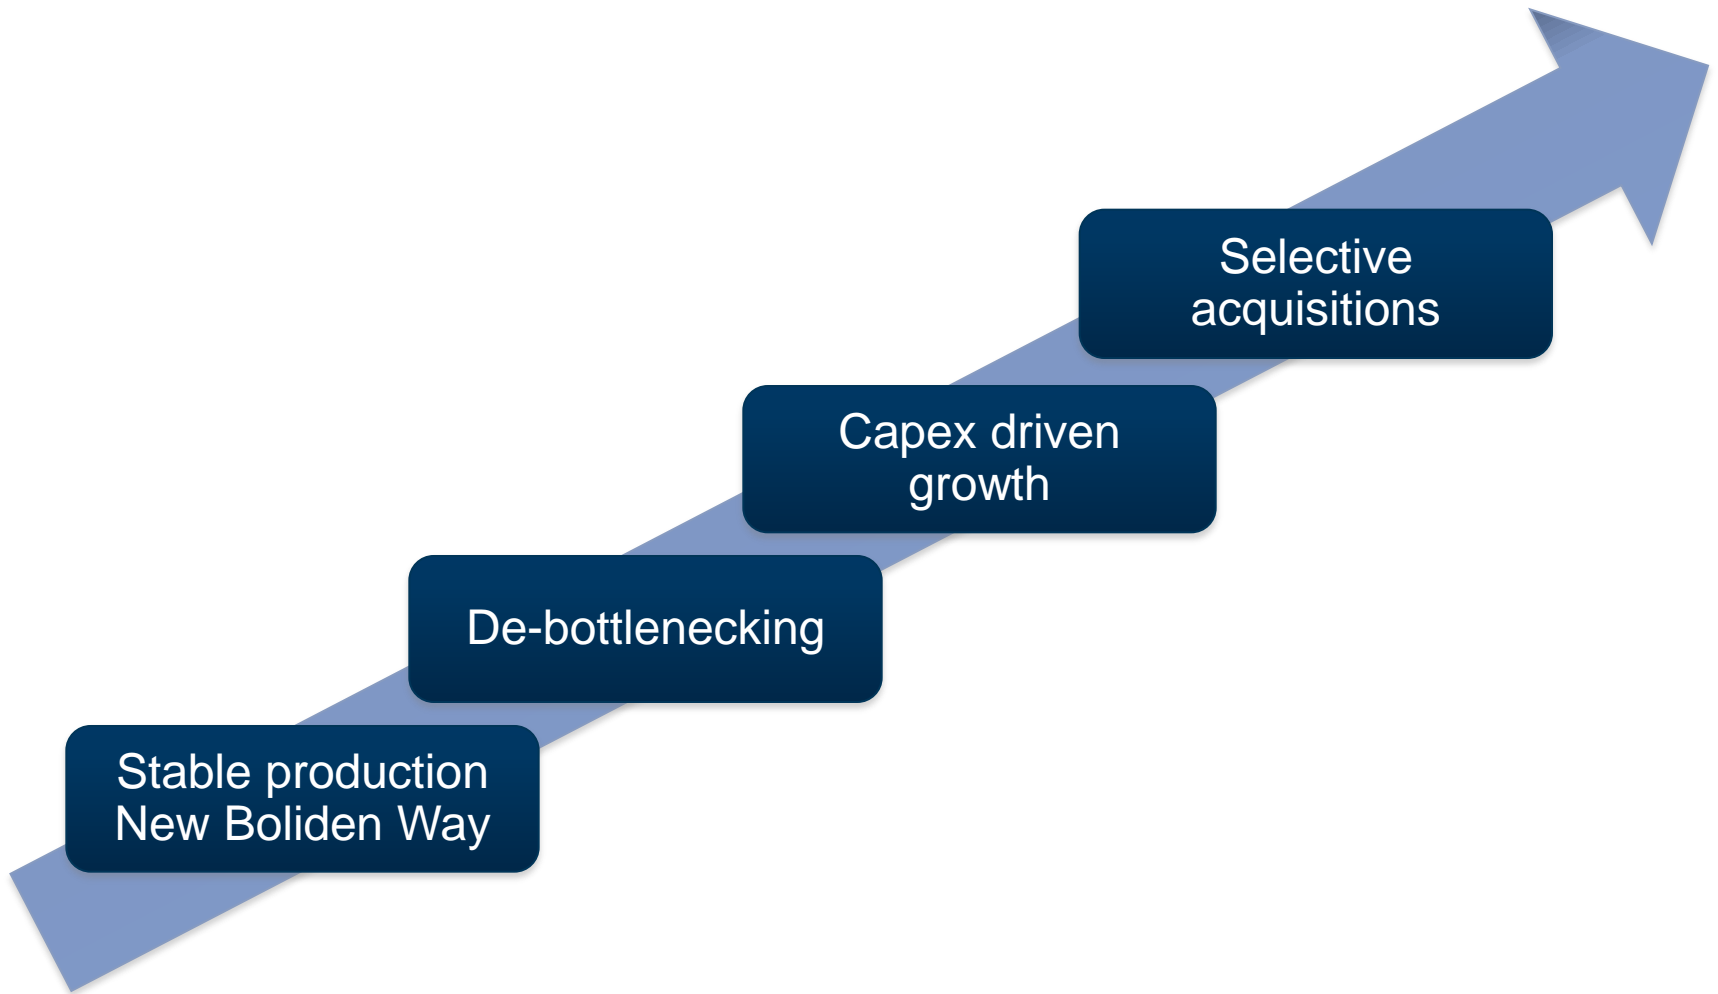 Selective
acquisitions
Capex driven
growth
De-bottlenecking
Stable production
New Boliden Way